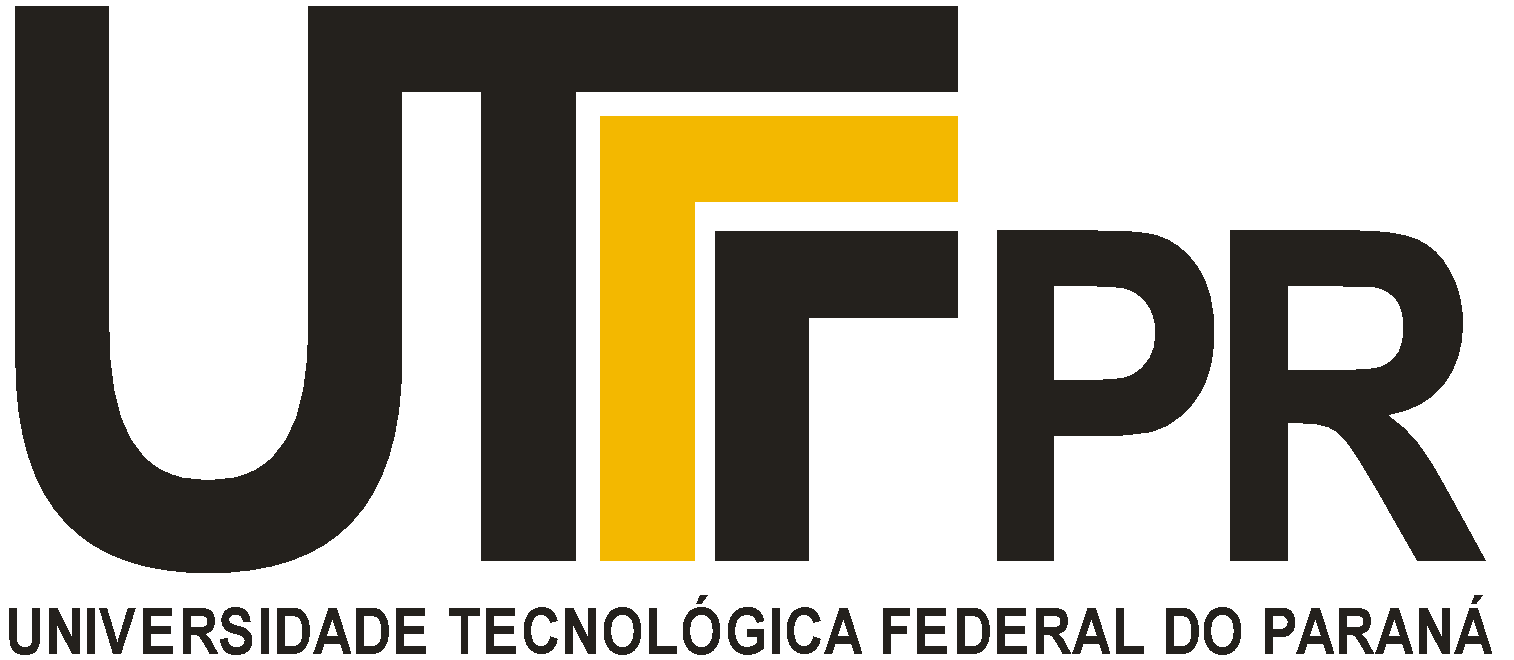 UTFPR
UNIVERSIDADE TECNOLÓGICA FEDERAL DO PARANÁ